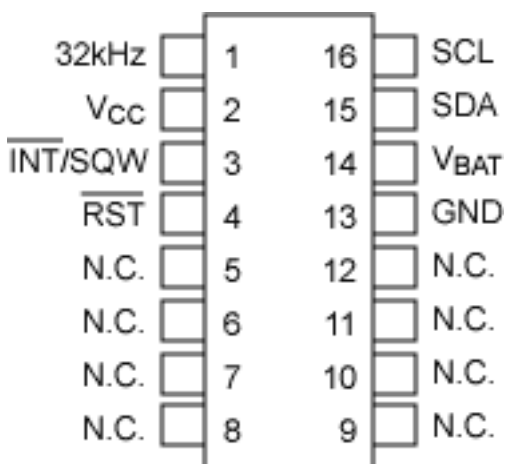 32kHz 1 16 SCL
VCC 2 15 SDA
INT/SQW 3 14 VBAT
RST 4 13 GND
N.C. 5 12 N.C.
N.C. 6 11 N.C.
N.C. 7 10 N.C.
N.C. 8 9 N.C.